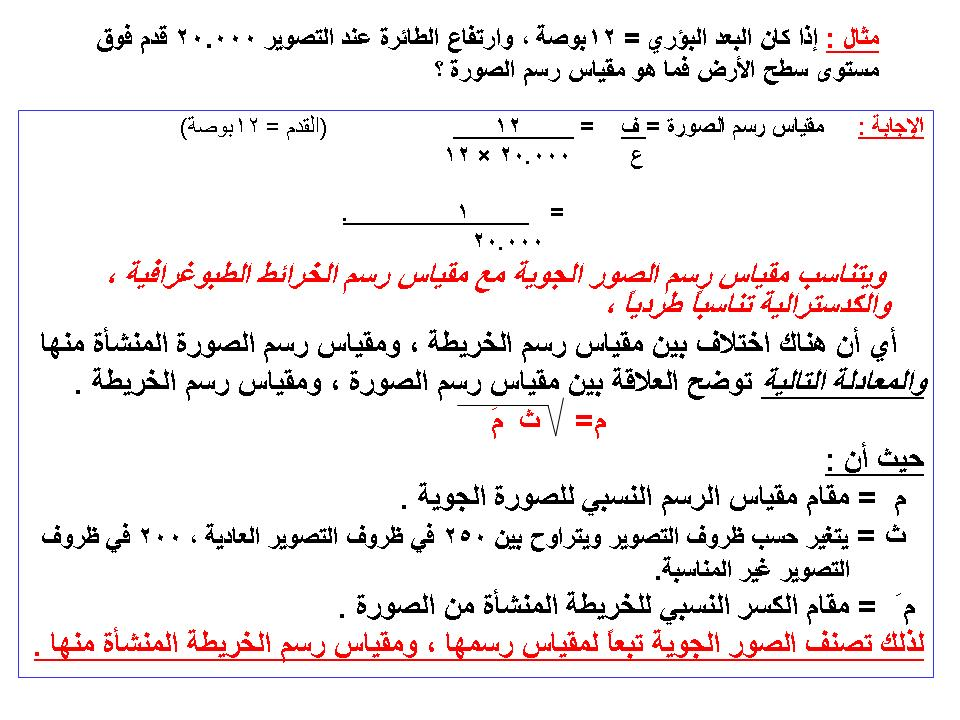 مثال : إذا كان البعد البؤري = ١٢بوصة ، وارتفاع الطائرة عند التصوير ٢٠.٠٠٠ قدم فوق
مستوى سطح الأرض فما هو مقياس رسم الصورة ؟
الإجابة : مقياس رسم الصورة = ف = ١٢ (القدم = ١٢بوصة)
ع ٢٠.٠٠٠ × ١٢
= ١ .
٢٠.٠٠٠
ويتناسب مقياس رسم الصور الجوية مع مقياس رسم الخرائط الطبوغرافية ،
والكدسترالية تناسباً طردياً ،
أي أن هناك اختلاف بين مقياس رسم الخريطة ، ومقياس رسم الصورة المنشأة منها
والمعادلة التالية توضح العلاقة بين مقياس رسم الصورة ، ومقياس رسم الخريطة .
م= √ ث مَ
حيث أن :
م = مقام مقياس الرسم النسبي للصورة الجوية .
ث = يتغير حسب ظروف التصوير ويتراوح بين ٢٥٠ في ظروف التصوير العادية ، ٢٠٠ في ظروف
التصوير غير المناسبة.
مَ = مقام الكسر النسبي للخريطة المنشأة من الصورة .
لذلك تصنف الصور الجوية تبعاً لمقياس رسمها ، ومقياس رسم الخريطة المنشأة منها .